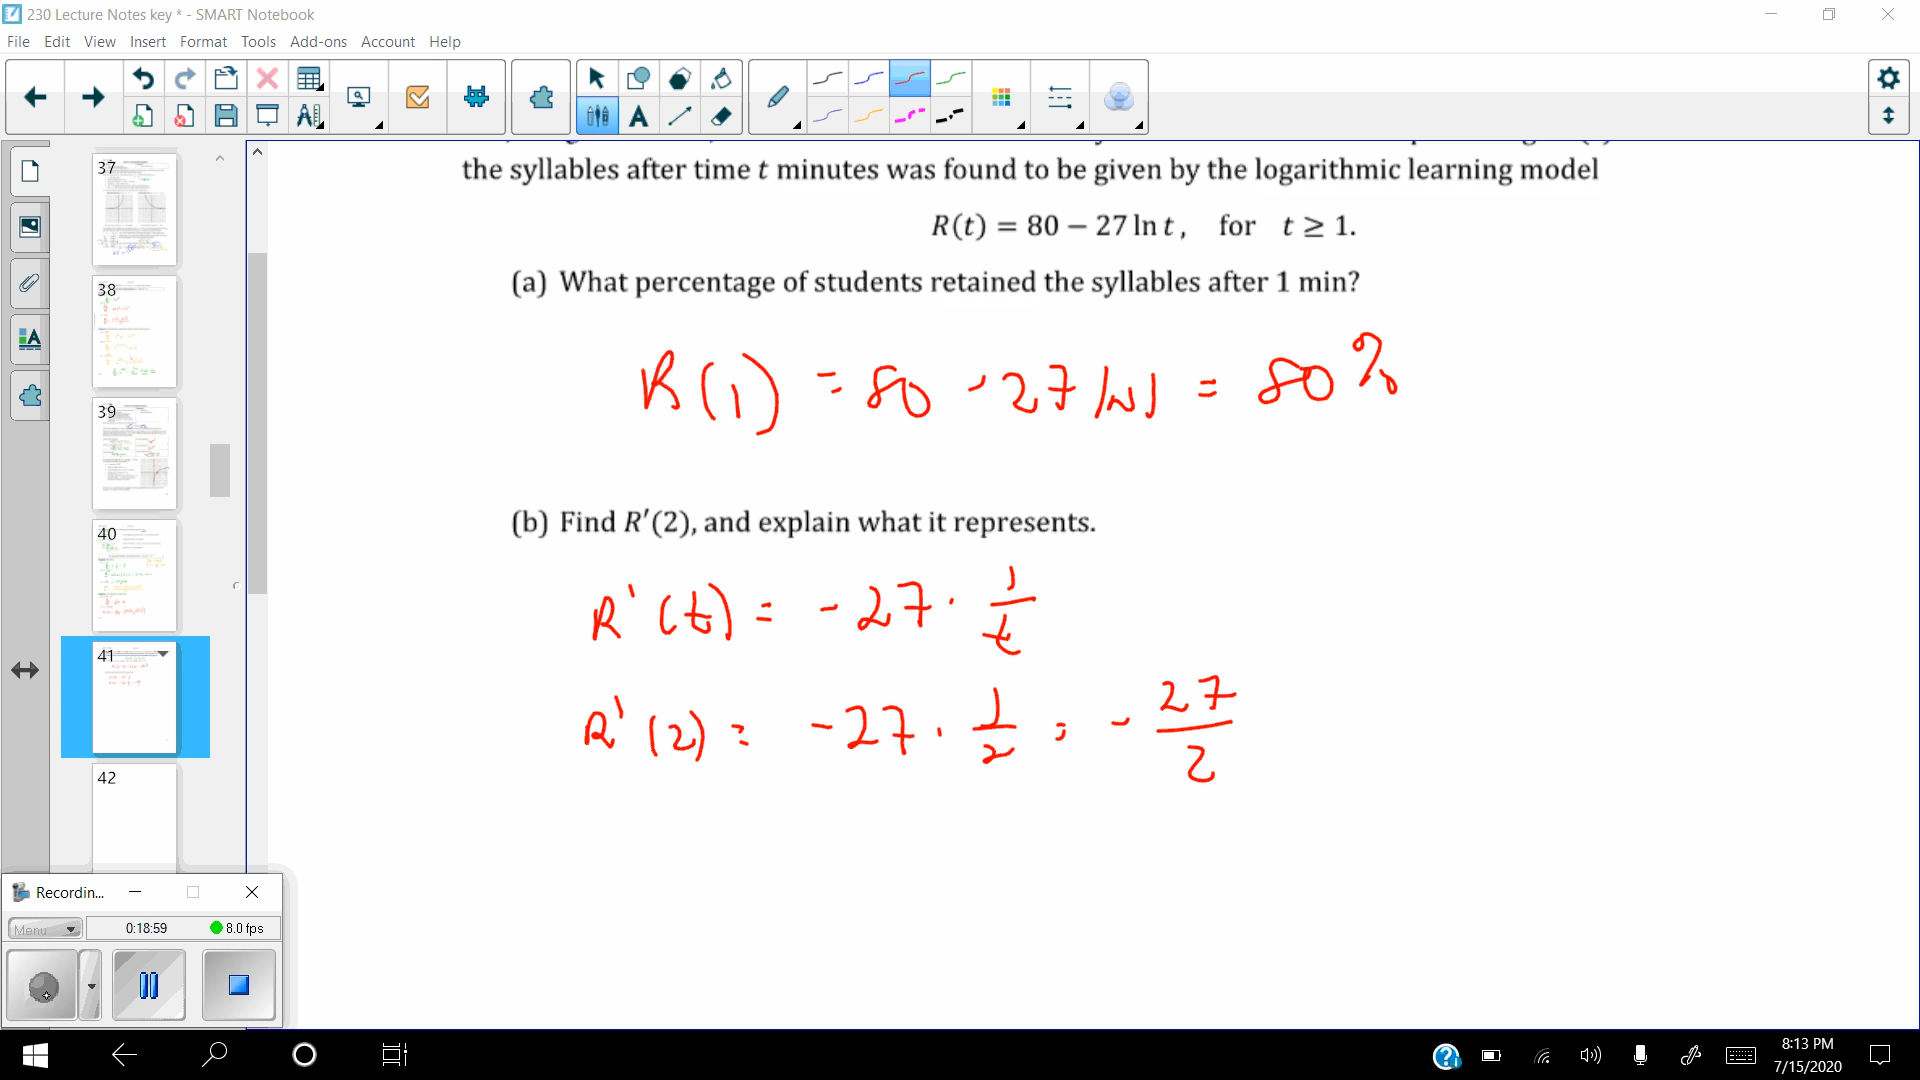 230 Lecture Notes key * - SMART Notebook
File Edit View Insert Format Tools Add-ons Account Help
37
38
39
40
41
42
the syllables after time t minutes was found to be given by the logarithmic learning model
R(t) = 80 − 27 ln t, for t ≥ 1.
(a) What percentage of students retained the syllables after 1 min?
R(1) = 80 - 27 ln 1 = 80%
(b) Find R′(2), and explain what it represents.
R'(t) = -27 · 1/t
R'(2) = -27 · 1/2 = - 27/2
Recordin...
Menu 0:18:59 8.0 fps
8:13 PM
7/15/2020